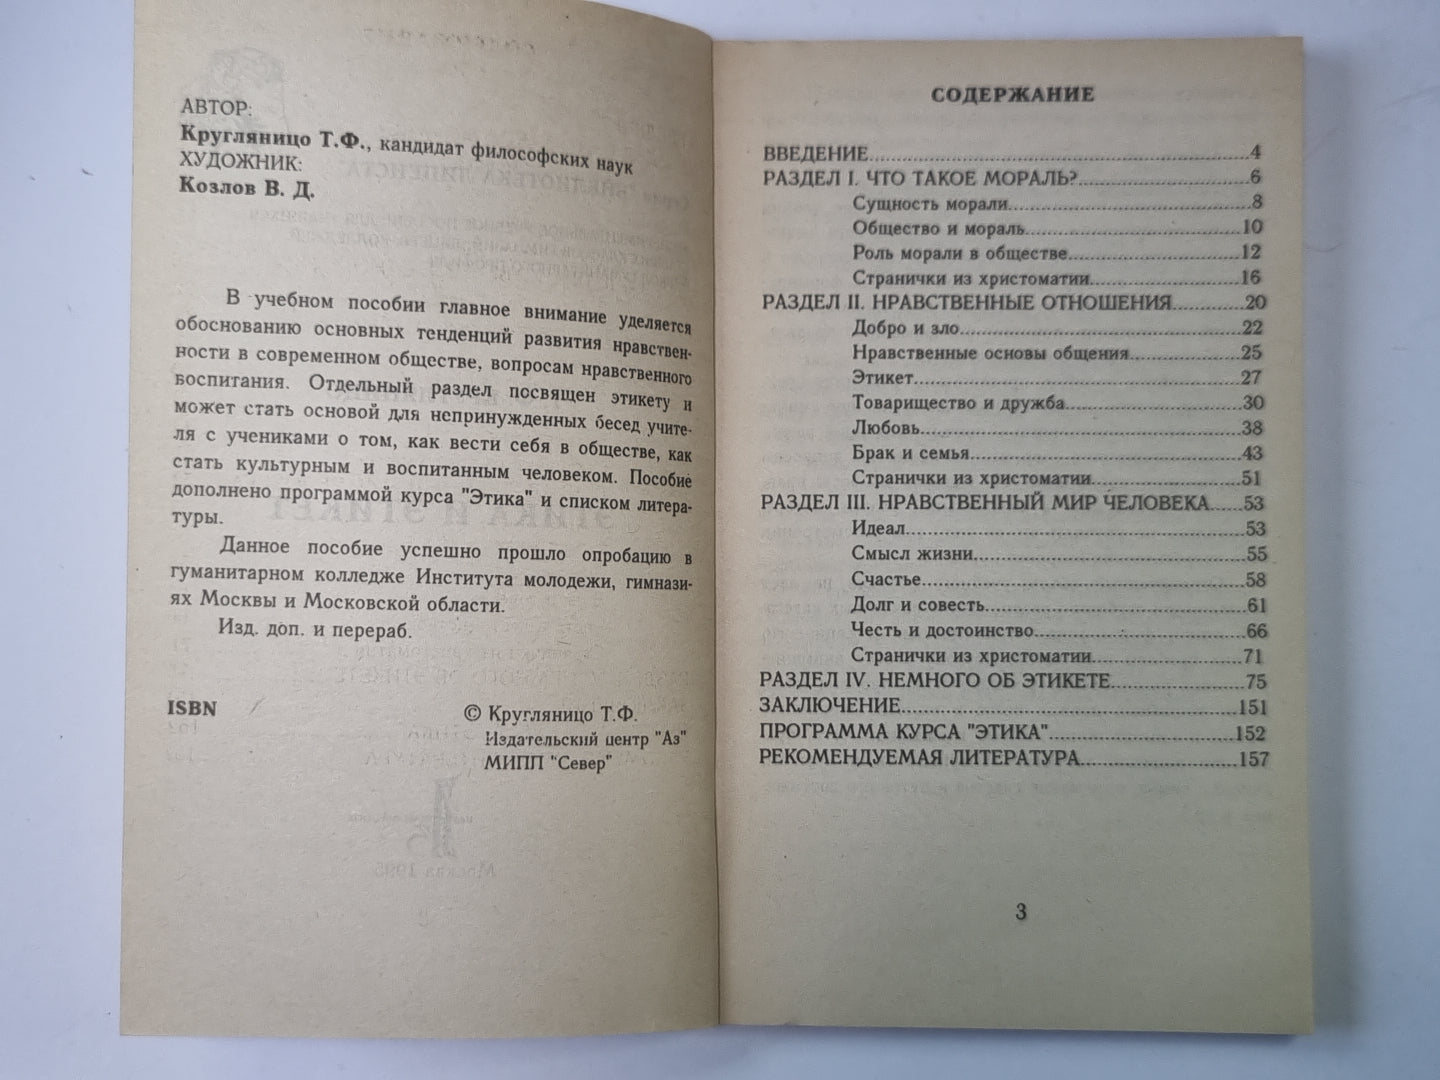 АВТОР:
Кругляницо Т.Ф., кандидат философских наук
ХУДОЖНИК:
Козлов В. Д.
В учебном пособии главное внимание уделяется
обоснованию основных тенденций развития нравствен-
ности в современном обществе, вопросам нравственного
воспитания. Отдельный раздел посвящен этикету и
может стать основой для непринужденных бесед учите-
ля с учениками о том, как вести себя в обществе, как
стать культурным и воспитанным человеком. Пособие
дополнено программой курса "Этика" и списком литера-
туры.
Данное пособие успешно прошло опробацию в
гуманитарном колледже Института молодежи, гимнази-
ях Москвы и Московской области.
Изд. доп. и перераб.
ISBN
© Кругляницо Т.Ф.
Издательский центр "Аз"
МИПП "Север"
СОДЕРЖАНИЕ
ВВЕДЕНИЕ...4
РАЗДЕЛ I. ЧТО ТАКОЕ МОРАЛЬ?...6
Сущность морали...8
Общество и мораль...10
Роль морали в обществе...12
Странички из христоматии...16
РАЗДЕЛ II. НРАВСТВЕННЫЕ ОТНОШЕНИЯ...20
Добро и зло...22
Нравственные основы общения...25
Этикет...27
Товарищество и дружба...30
Любовь...38
Брак и семья...43
Странички из христоматии...51
РАЗДЕЛ III. НРАВСТВЕННЫЙ МИР ЧЕЛОВЕКА...53
Идеал...53
Смысл жизни...55
Счастье...58
Долг и совесть...61
Честь и достоинство...66
Странички из христоматии...71
РАЗДЕЛ IV. НЕМНОГО ОБ ЭТИКЕТЕ...75
ЗАКЛЮЧЕНИЕ...151
ПРОГРАММА КУРСА "ЭТИКА"...152
РЕКОМЕНДУЕМАЯ ЛИТЕРАТУРА...157
3